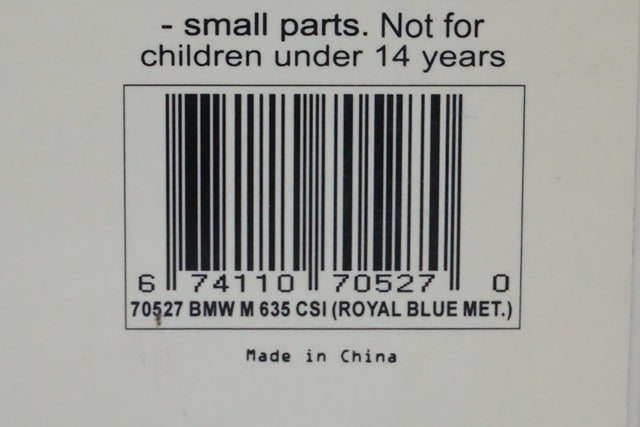 - small parts. Not for
children under 14 years
6 74110 70527 0
70527 BMW M 635 CSI (ROYAL BLUE MET.)
Made in China